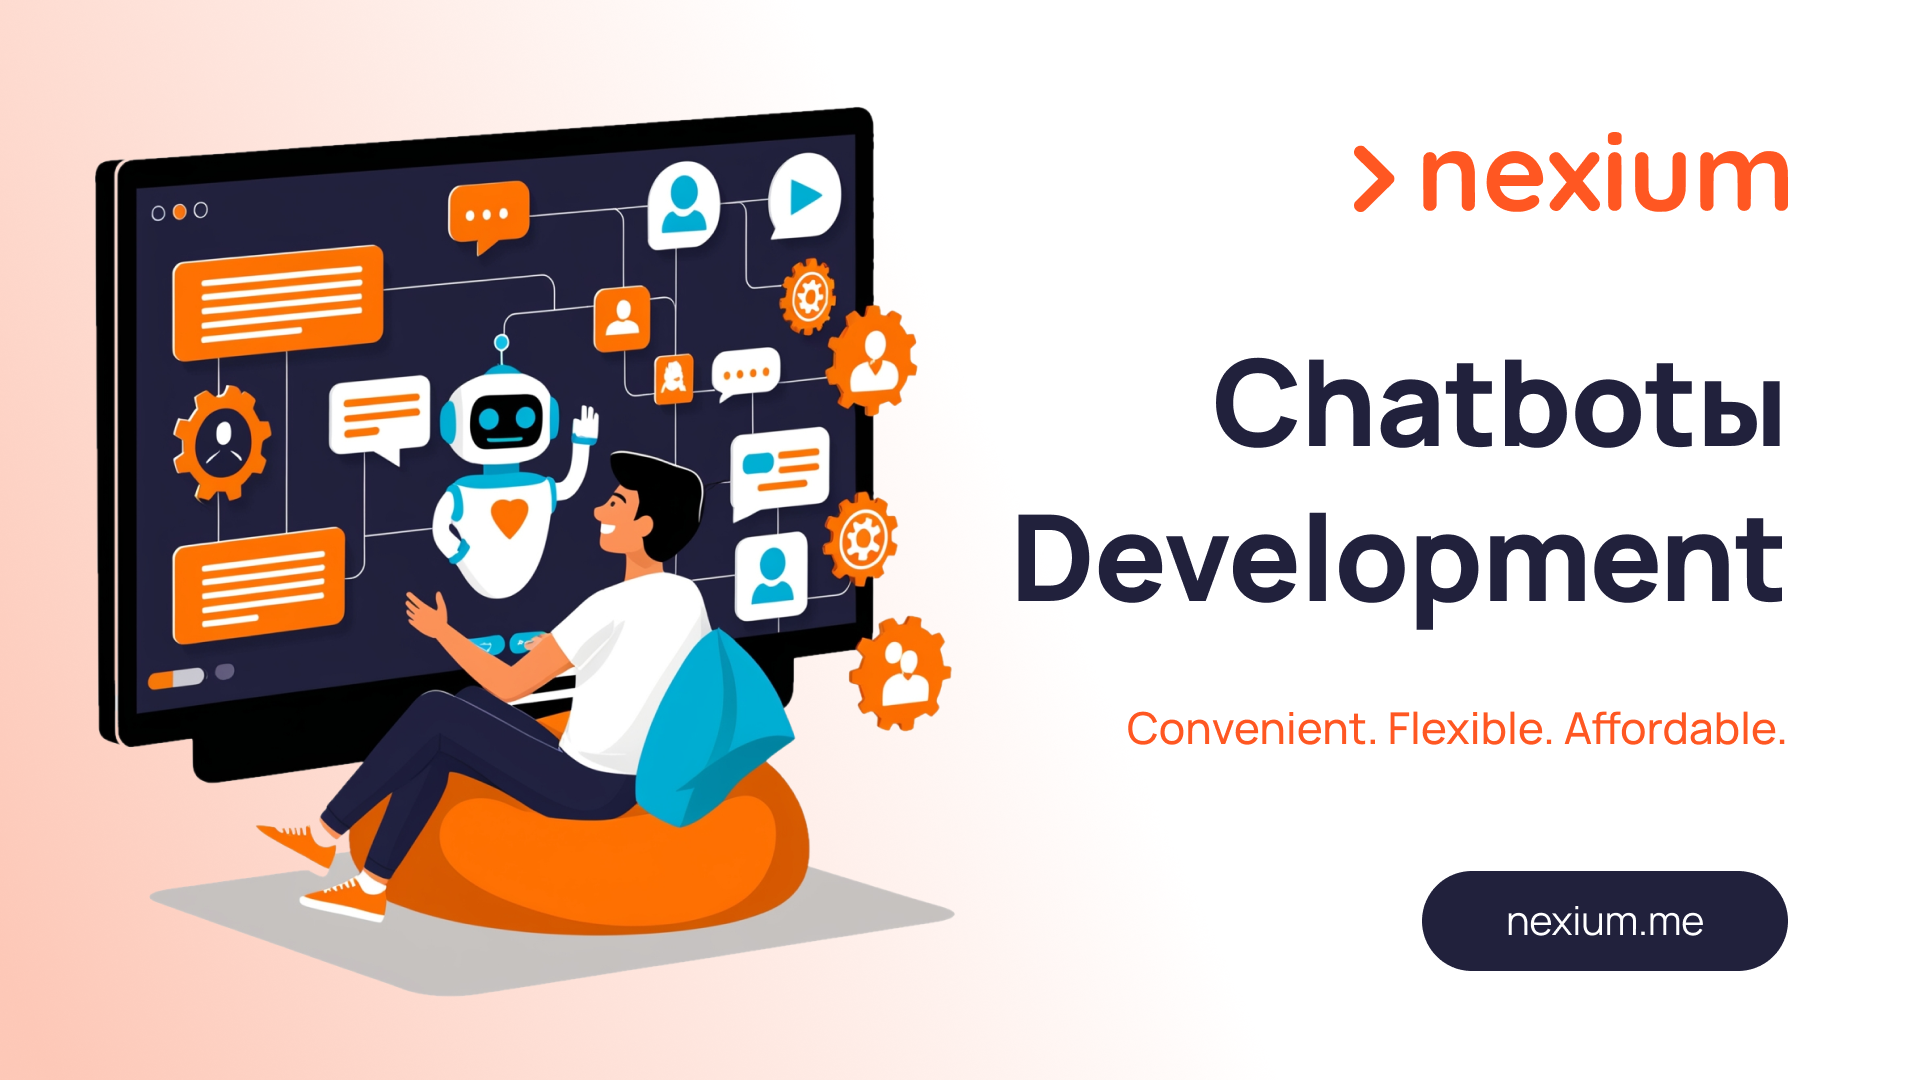 nexium
Chatbotы
Development
Convenient. Flexible. Affordable.
nexium.me